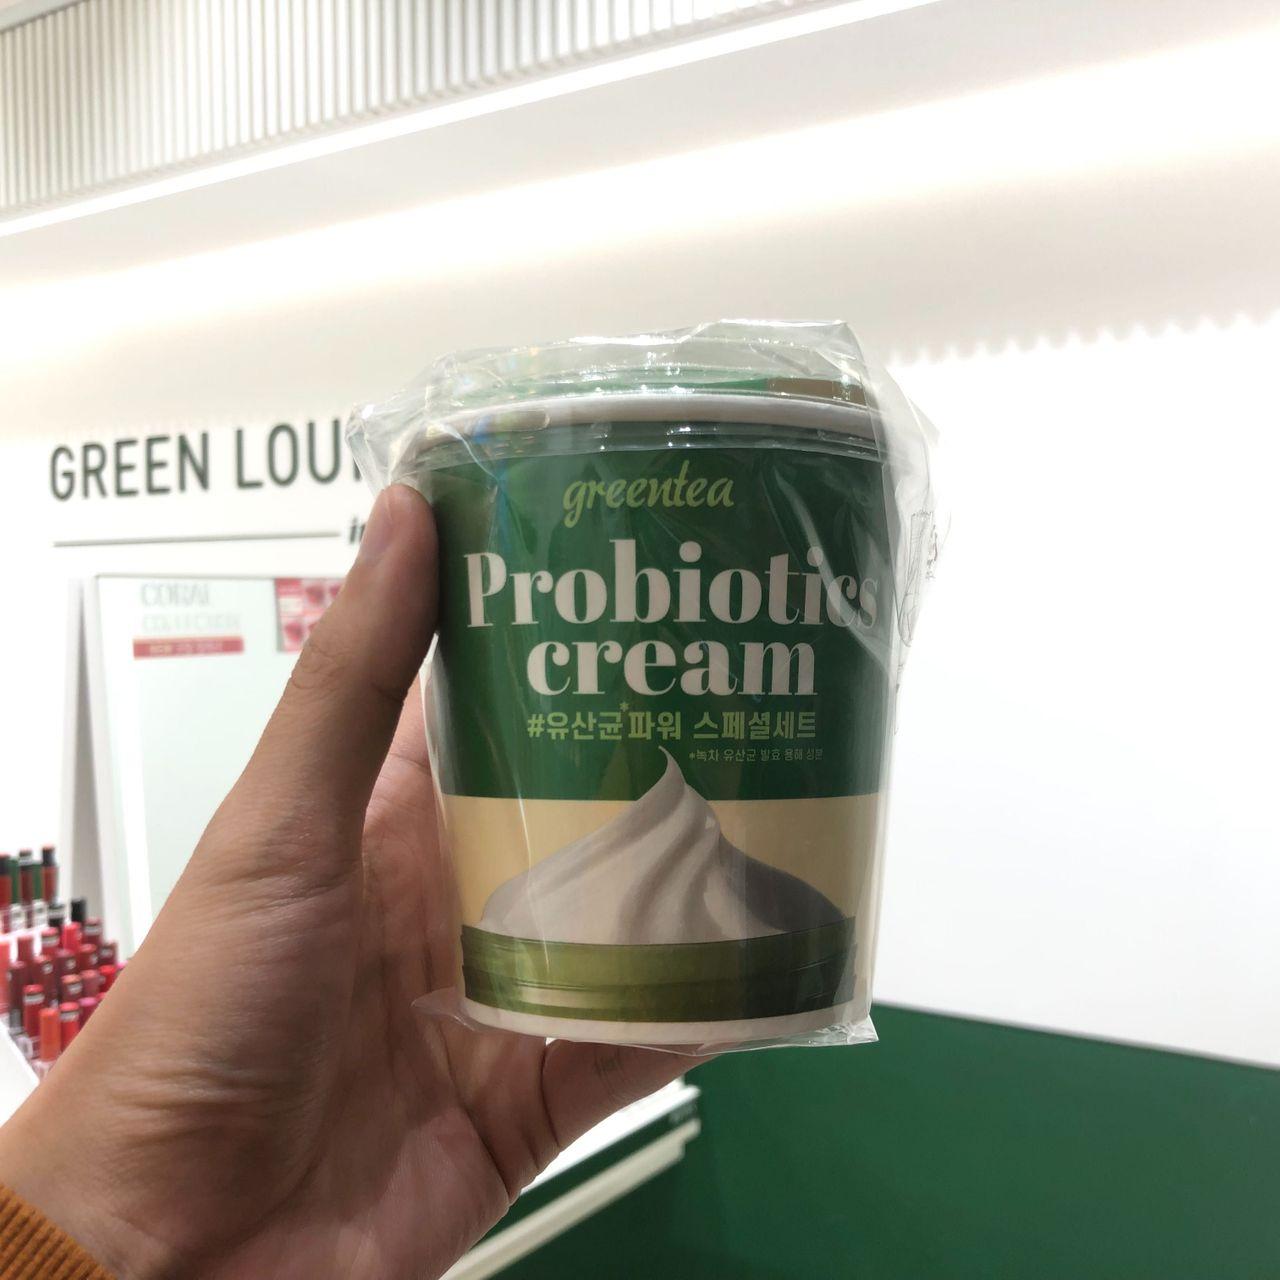 GREEN LOU
greentea
Probiotics
cream
#유산균*파워 스페셜세트
*녹차 유산균 발효 용해 성분
CORAL
COLLECTION